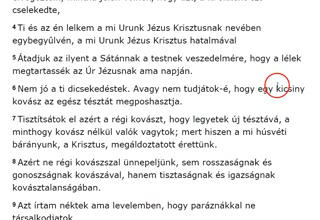 cselekedte,
4 Ti és az én lelkem a mi Urunk Jézus Krisztusnak nevében
egybegyűlvén, a mi Urunk Jézus Krisztus hatalmával
5 Átadjuk az ilyent a Sátánnak a testnek veszedelmére, hogy a lélek
megtartassék az Úr Jézusnak ama napján.
6 Nem jó a ti dicsekedéstek. Avagy nem tudjátok-é, hogy egy kicsiny
kovász az egész tésztát megposhasztja.
7 Tisztítsátok el azért a régi kovászt, hogy legyetek új tésztává, a
minthogy kovász nélkül valók vagytok; mert hiszen a mi húsvéti
bárányunk, a Krisztus, megáldoztatott érettünk.
8 Azért ne régi kovászszal ünnepeljünk, sem rosszaságnak és
gonoszságnak kovászával, hanem tisztaságnak és igazságnak
kovásztalanságában.
9 Azt írtam néktek ama levelemben, hogy paráznákkal ne
társalkodjatok.